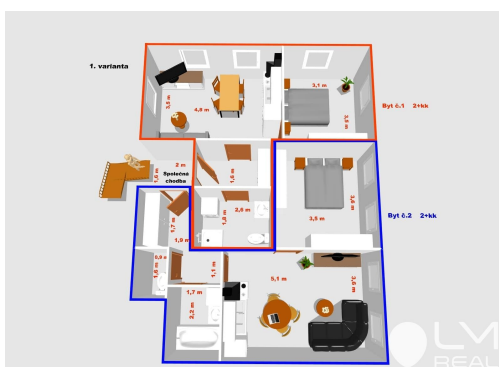 1. varianta
3,5 m
4,8 m
3,1 m
3,5 m
Byt č.1 2+kk
2 m
Společná
chodba
1,6 m
1,6 m
1,8 m
2,6 m
3,5 m
3,6 m
Byt č.2 2+kk
1,7 m
1,9 m
0,9 m
1,6 m
1,1 m
5,1 m
3,6 m
1,7 m
2,2 m
LM
REAL